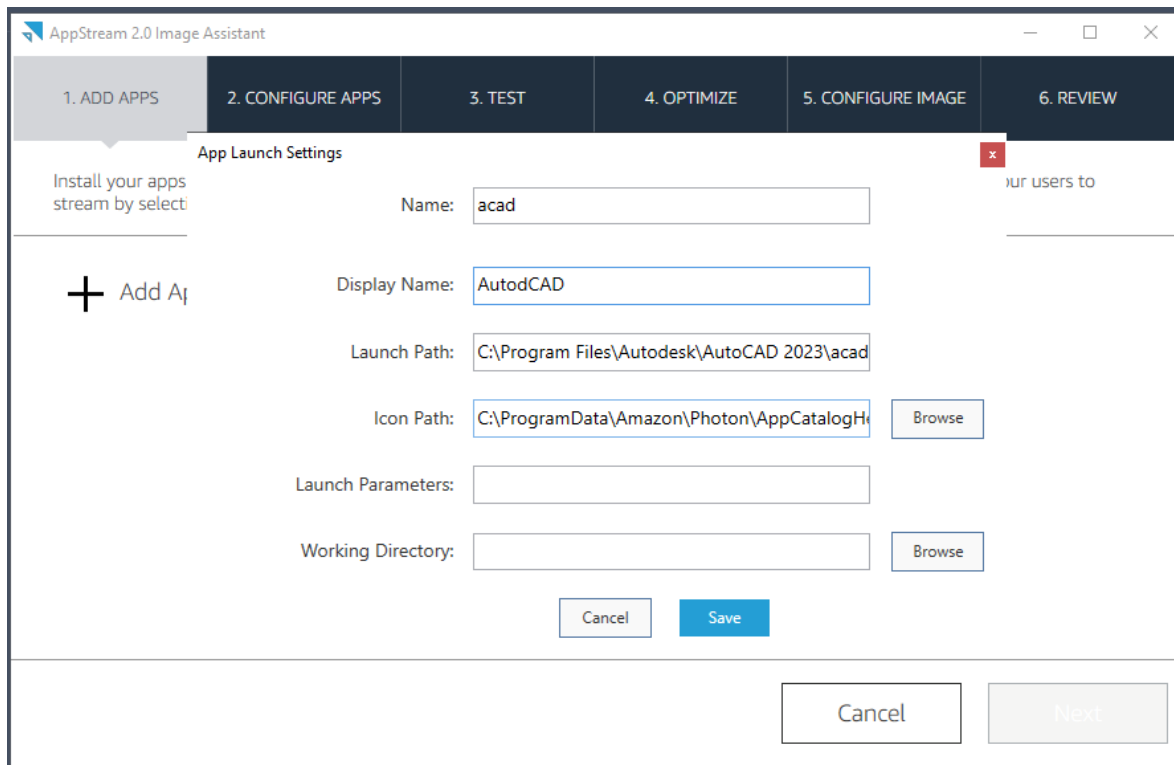 AppStream 2.0 Image Assistant
1. ADD APPS
2. CONFIGURE APPS
3. TEST
4. OPTIMIZE
5. CONFIGURE IMAGE
6. REVIEW
App Launch Settings
x
Install your apps
users to
stream by
Name:
acad
Add
Display Name:
AutodCAD
Launch Path:
C:\Program Files\Autodesk\AutoCAD 2023\acad
Icon Path:
C:\ProgramData\Amazon\Photon\AppCatalogHe
Browse
Launch Parameters:
Working Directory:
Browse
Cancel
Save
Cancel
Next